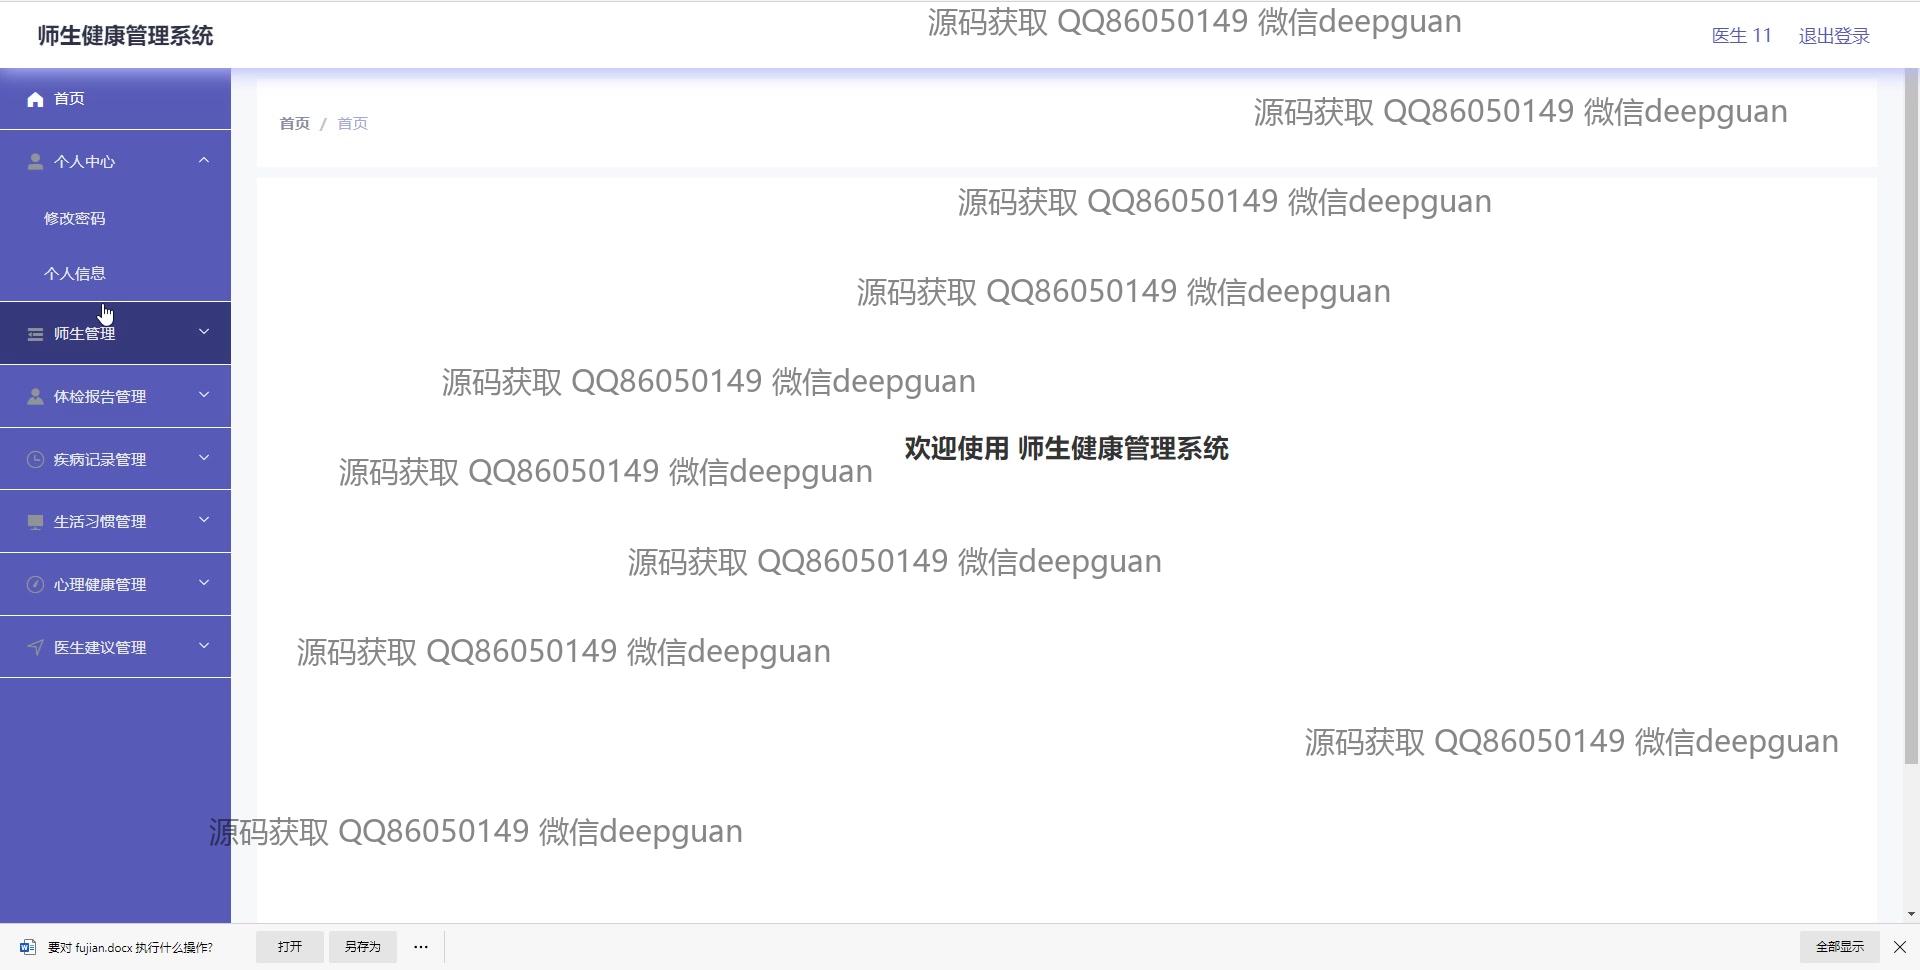 师生健康管理系统
源码获取 QQ86050149 微信deepguan
医生 11
退出登录
首页
个人中心
修改密码
个人信息
师生管理
体检报告管理
疾病记录管理
生活习惯管理
心理健康管理
医生建议管理
首页 / 首页
源码获取 QQ86050149 微信deepguan
源码获取 QQ86050149 微信deepguan
源码获取 QQ86050149 微信deepguan
源码获取 QQ86050149 微信deepguan
欢迎使用 师生健康管理系统
源码获取 QQ86050149 微信deepguan
源码获取 QQ86050149 微信deepguan
源码获取 QQ86050149 微信deepguan
源码获取 QQ86050149 微信deepguan
源码获取 QQ86050149 微信deepguan
要对 fujian.docx 执行什么操作?
打开
另存为
...
全部显示